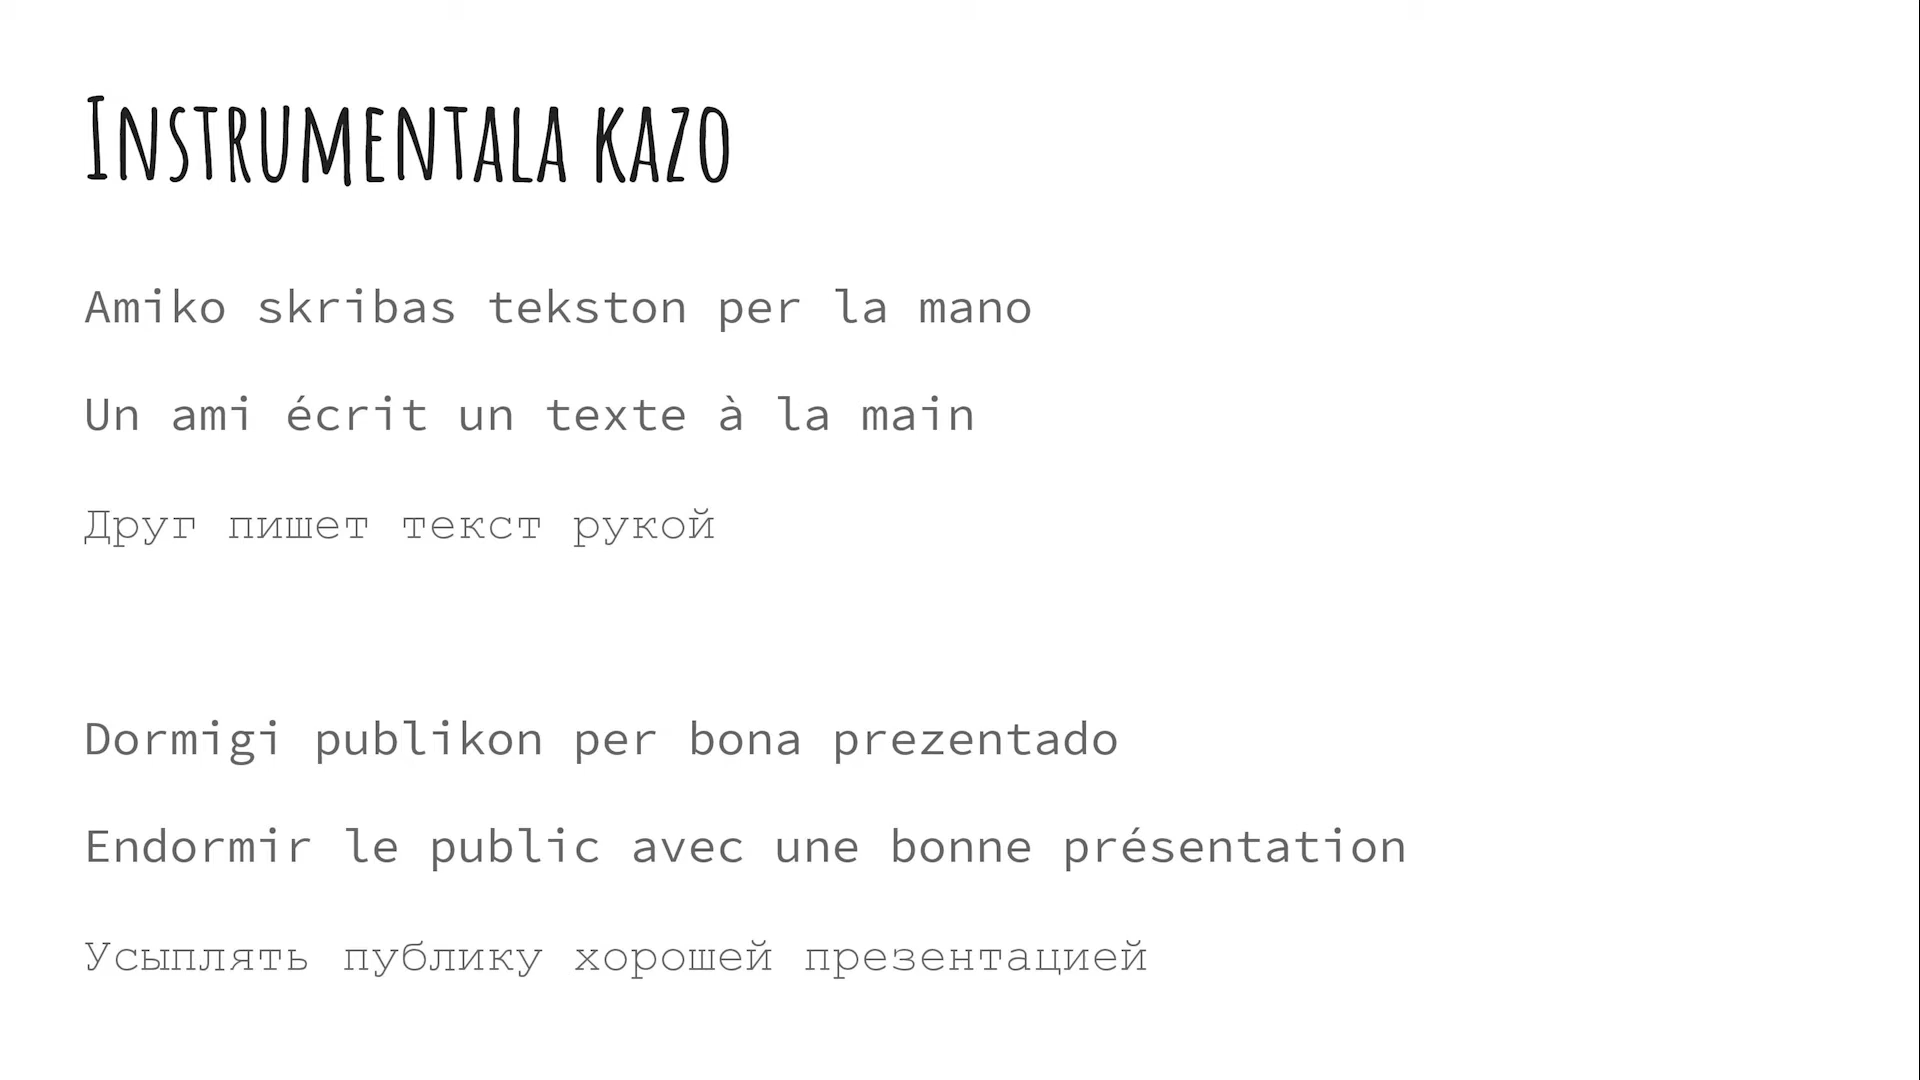 Instrumentala kazo
Amiko skribas tekston per la mano
Un ami écrit un texte à la main
Друг пишет текст рукой
Dormigi publikon per bona prezentado
Endormir le public avec une bonne présentation
Усыплять публику хорошей презентацией